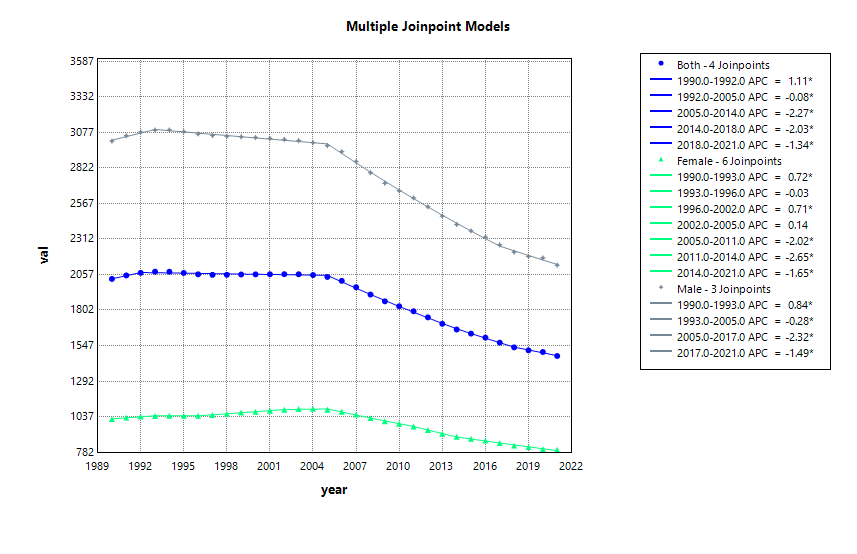 Multiple Joinpoint Models
3587
3332
3077
2822
2567
2312
2057
1802
1547
1292
1037
782
val
1989 1992 1995 1998 2001 2004 2007 2010 2013 2016 2019 2022
year
Both - 4 Joinpoints
1990.0-1992.0 APC = 1.11*
1992.0-2005.0 APC = -0.08*
2005.0-2014.0 APC = -2.27*
2014.0-2018.0 APC = -2.03*
2018.0-2021.0 APC = -1.34*
Female - 6 Joinpoints
1990.0-1993.0 APC = 0.72*
1993.0-1996.0 APC = -0.03
1996.0-2002.0 APC = 0.71*
2002.0-2005.0 APC = 0.14
2005.0-2011.0 APC = -2.02*
2011.0-2014.0 APC = -2.65*
2014.0-2021.0 APC = -1.65*
Male - 3 Joinpoints
1990.0-1993.0 APC = 0.84*
1993.0-2005.0 APC = -0.28*
2005.0-2017.0 APC = -2.32*
2017.0-2021.0 APC = -1.49*